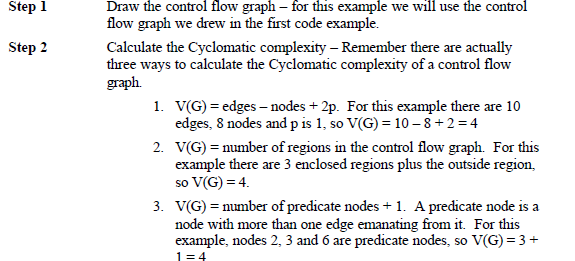 Step 1 Draw the control flow graph – for this example we will use the control
flow graph we drew in the first code example.
Step 2 Calculate the Cyclomatic complexity – Remember there are actually
three ways to calculate the Cyclomatic complexity of a control flow
graph.
1. V(G) = edges – nodes + 2p. For this example there are 10
edges, 8 nodes and p is 1, so V(G) = 10 – 8 + 2 = 4
2. V(G) = number of regions in the control flow graph. For this
example there are 3 enclosed regions plus the outside region,
so V(G) = 4.
3. V(G) = number of predicate nodes + 1. A predicate node is a
node with more than one edge emanating from it. For this
example, nodes 2, 3 and 6 are predicate nodes, so V(G) = 3 +
1 = 4